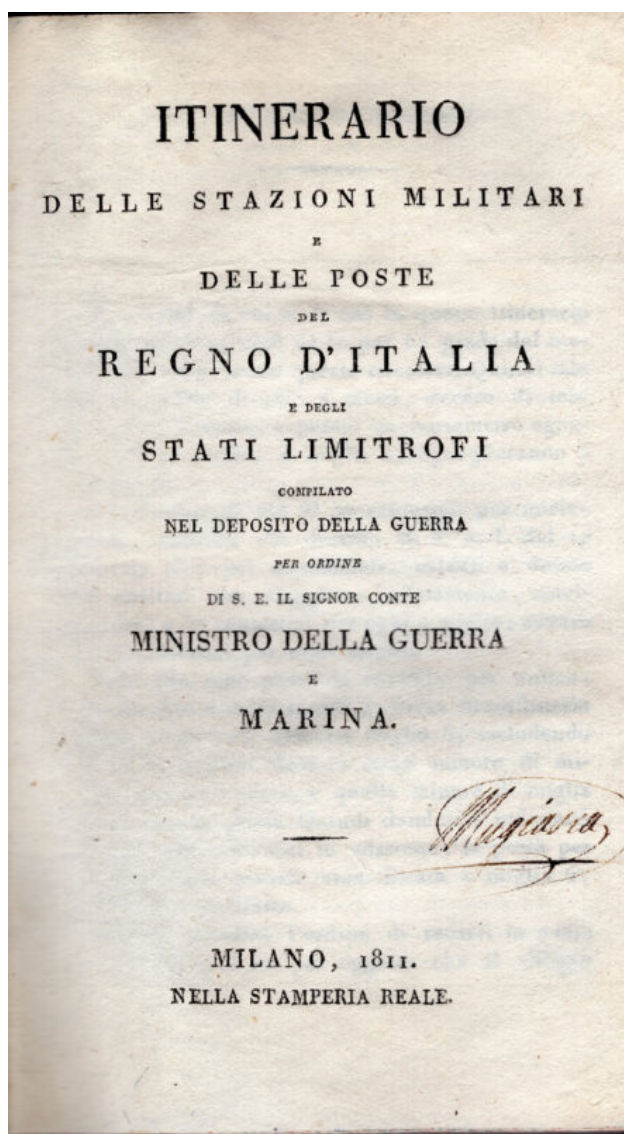 ITINERARIO
DELLE STAZIONI MILITARI
E
DELLE POSTE
DEL
REGNO D'ITALIA
E DEGLI
STATI LIMITROFI
COMPILATO
NEL DEPOSITO DELLA GUERRA
PER ORDINE
DI S. E. IL SIGNOR CONTE
MINISTRO DELLA GUERRA
E
MARINA.
MILANO, 1811.
NELLA STAMPERIA REALE.